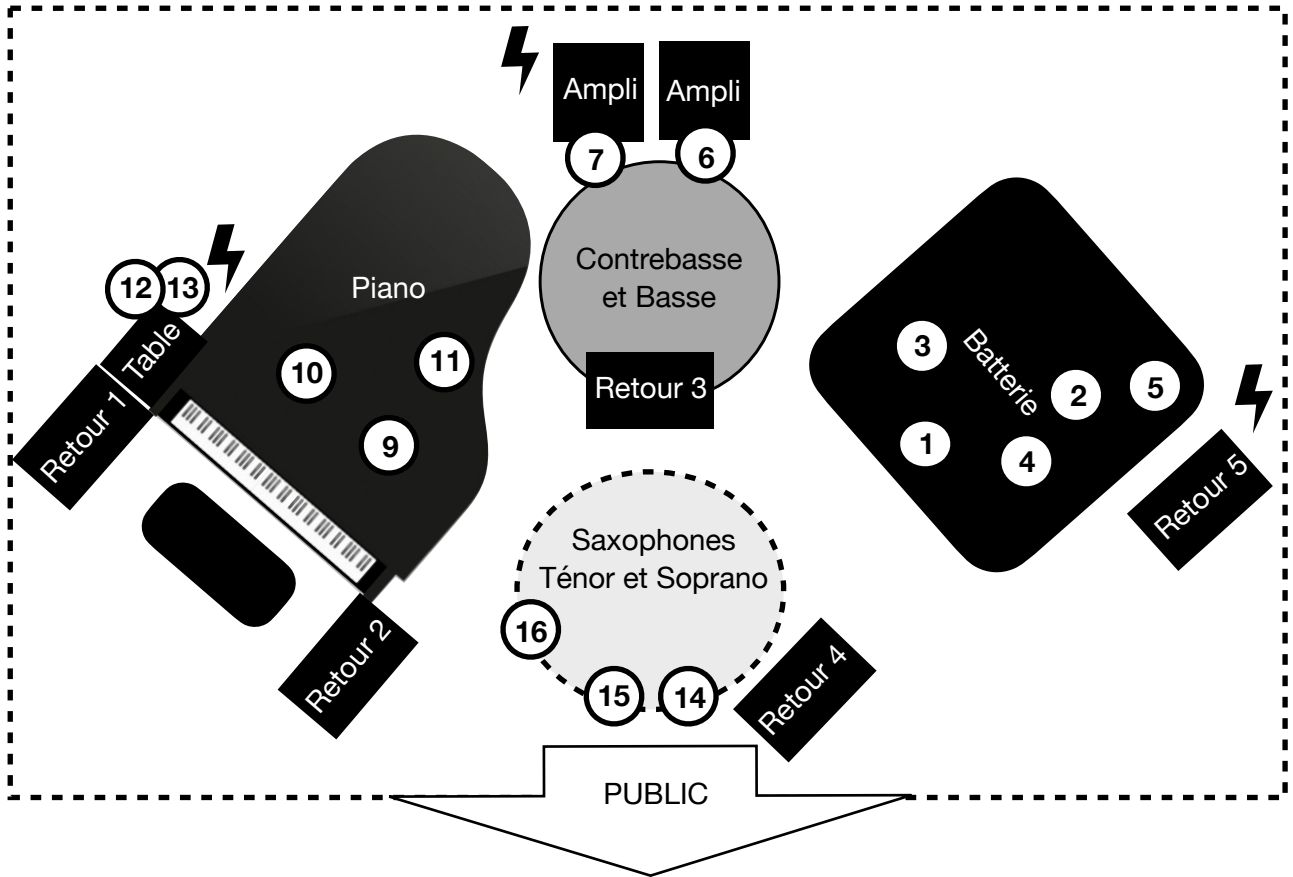 Ampli
Ampli
7
6
Contrebasse
et Basse
Piano
12
13
Table
Retour 1
10
11
9
Retour 3
3
Batterie
2
5
1
4
Retour 5
Saxophones
Ténor et Soprano
16
15
14
Retour 2
Retour 4
PUBLIC